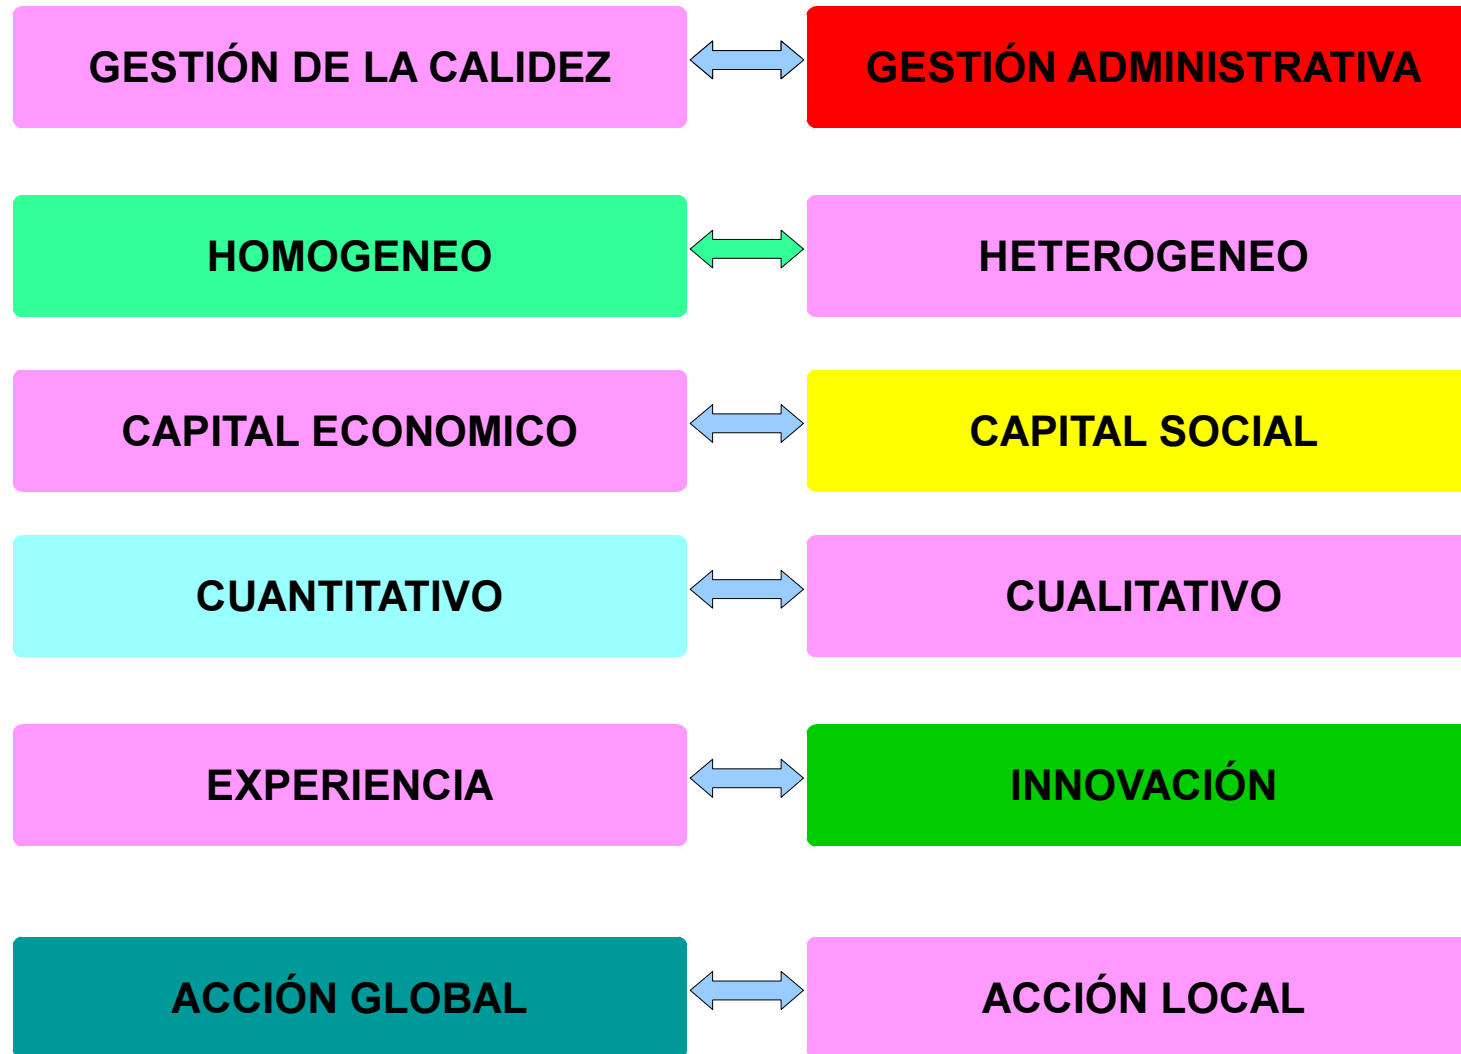 GESTIÓN DE LA CALIDEZ
GESTIÓN ADMINISTRATIVA
HOMOGENEO
HETEROGENEO
CAPITAL ECONOMICO
CAPITAL SOCIAL
CUANTITATIVO
CUALITATIVO
EXPERIENCIA
INNOVACIÓN
ACCIÓN GLOBAL
ACCIÓN LOCAL